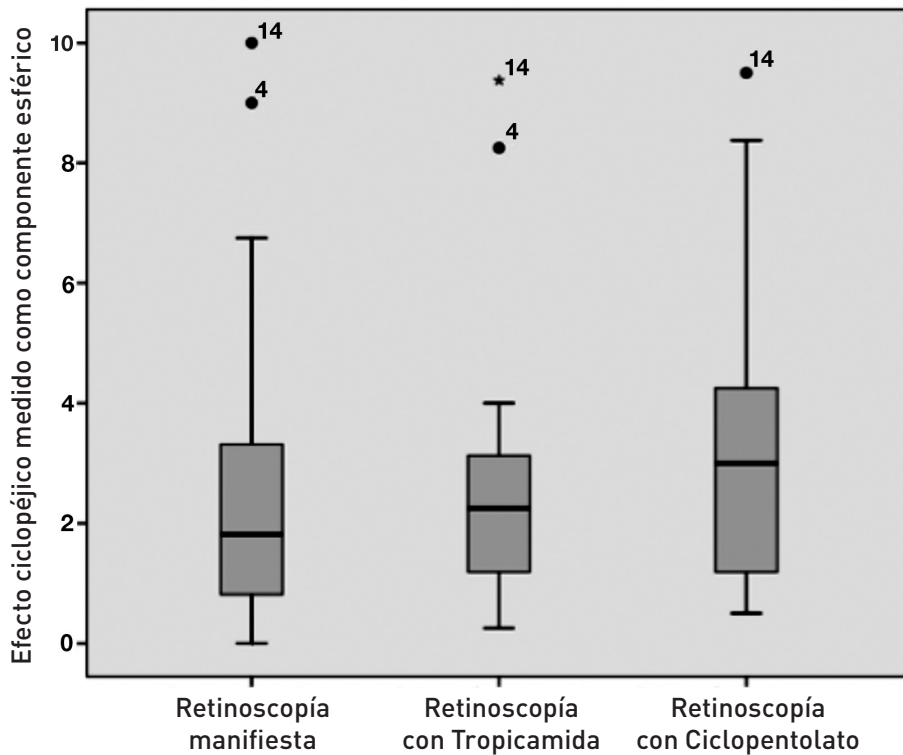 Efecto ciclopéjico medido como componente esférico
10
8
6
4
2
0
14
4
14
4
14
Retinoscopía
manifiesta
Retinoscopía
con Tropicamida
Retinoscopía
con Ciclopentolato